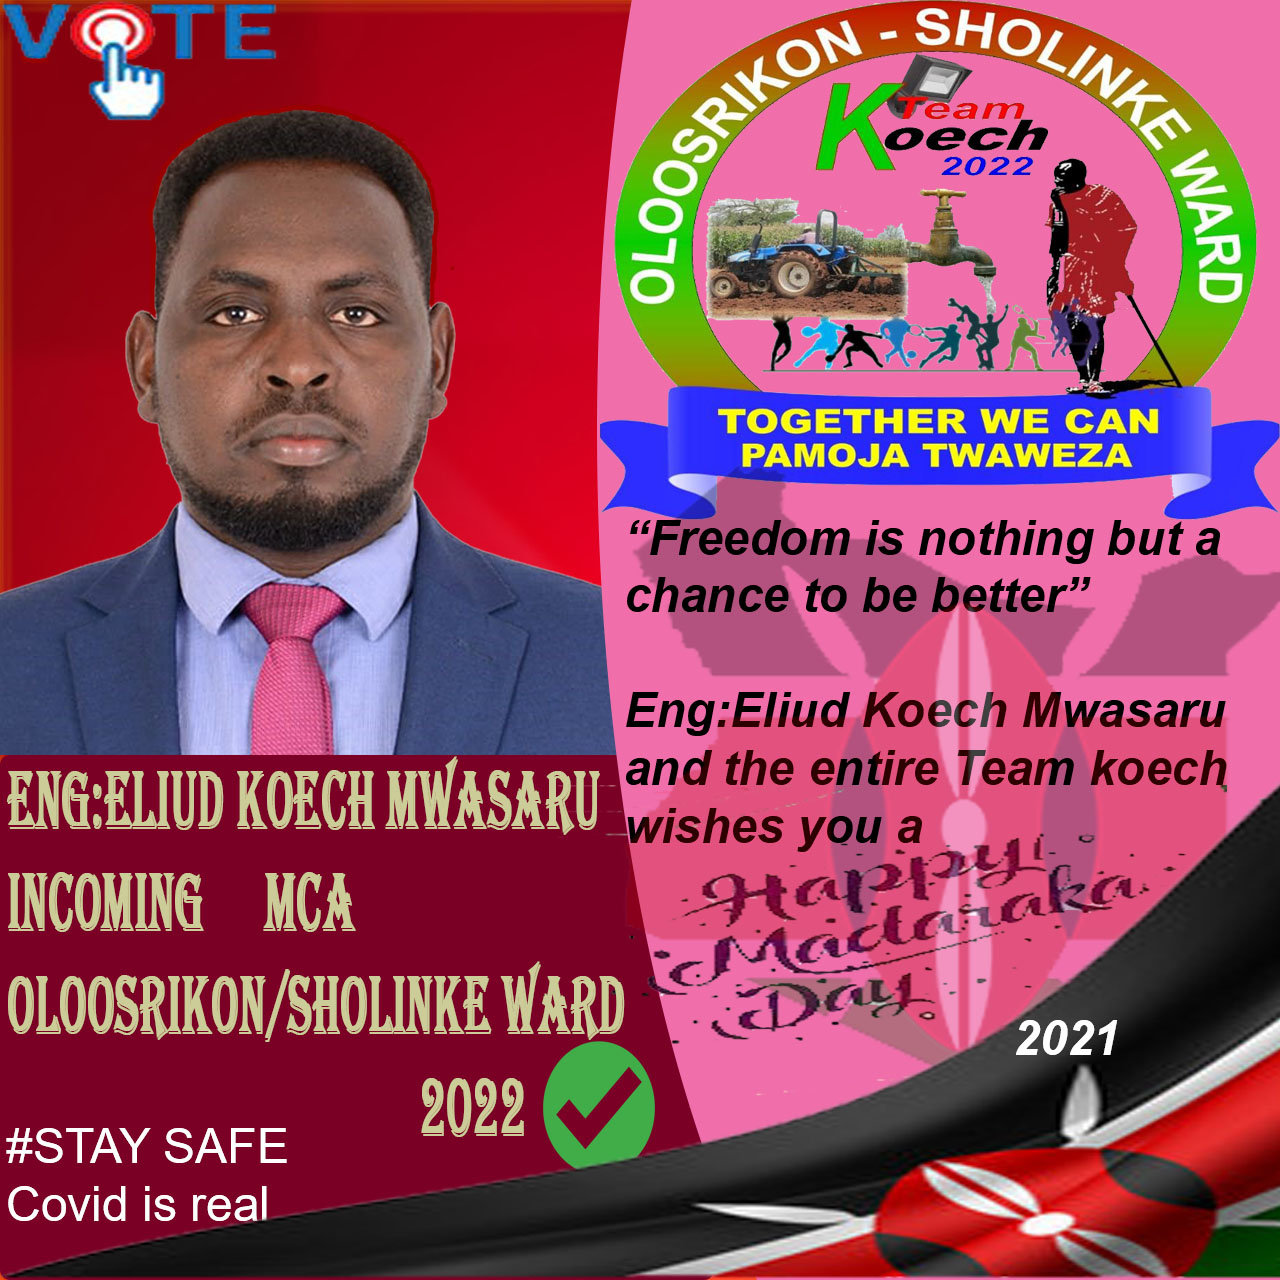 VOTE
OLOOSRIKON - SHOLINKE WARD
Team
Koech
2022
TOGETHER WE CAN
PAMOJA TWAWEZA
“Freedom is nothing but a
chance to be better”
Eng:Eliud Koech Mwasaru
and the entire Team koech
wishes you a
Happy
Madaraka
Day
2021
ENG:ELIUD KOECH MWASARU
INCOMING MCA
OLOOSRIKON/SHOLINKE WARD
2022
#STAY SAFE
Covid is real